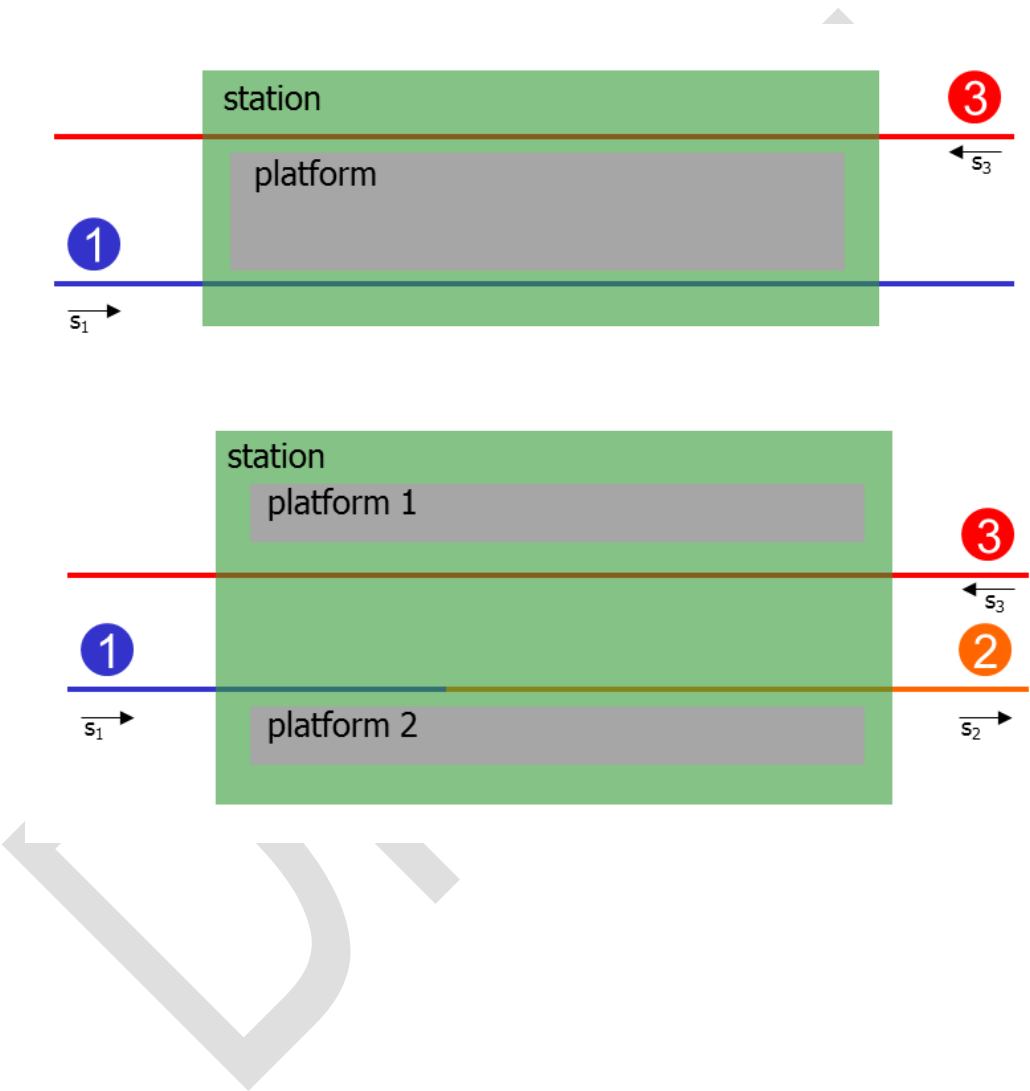 station
3
s3
platform
1
s1
station
platform 1
3
s3
1
2
platform 2
s1
s2